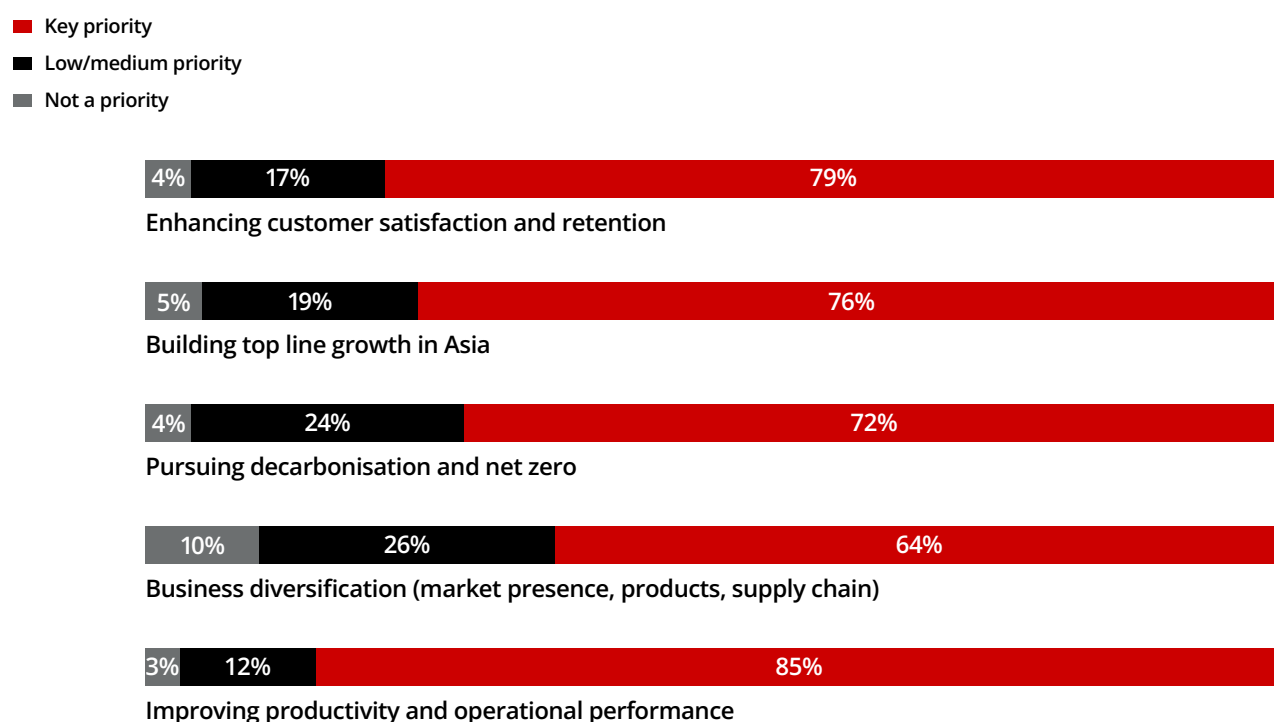 Key priority
Low/medium priority
Not a priority
4% 17% 79%
Enhancing customer satisfaction and retention
5% 19% 76%
Building top line growth in Asia
4% 24% 72%
Pursuing decarbonisation and net zero
10% 26% 64%
Business diversification (market presence, products, supply chain)
3% 12% 85%
Improving productivity and operational performance